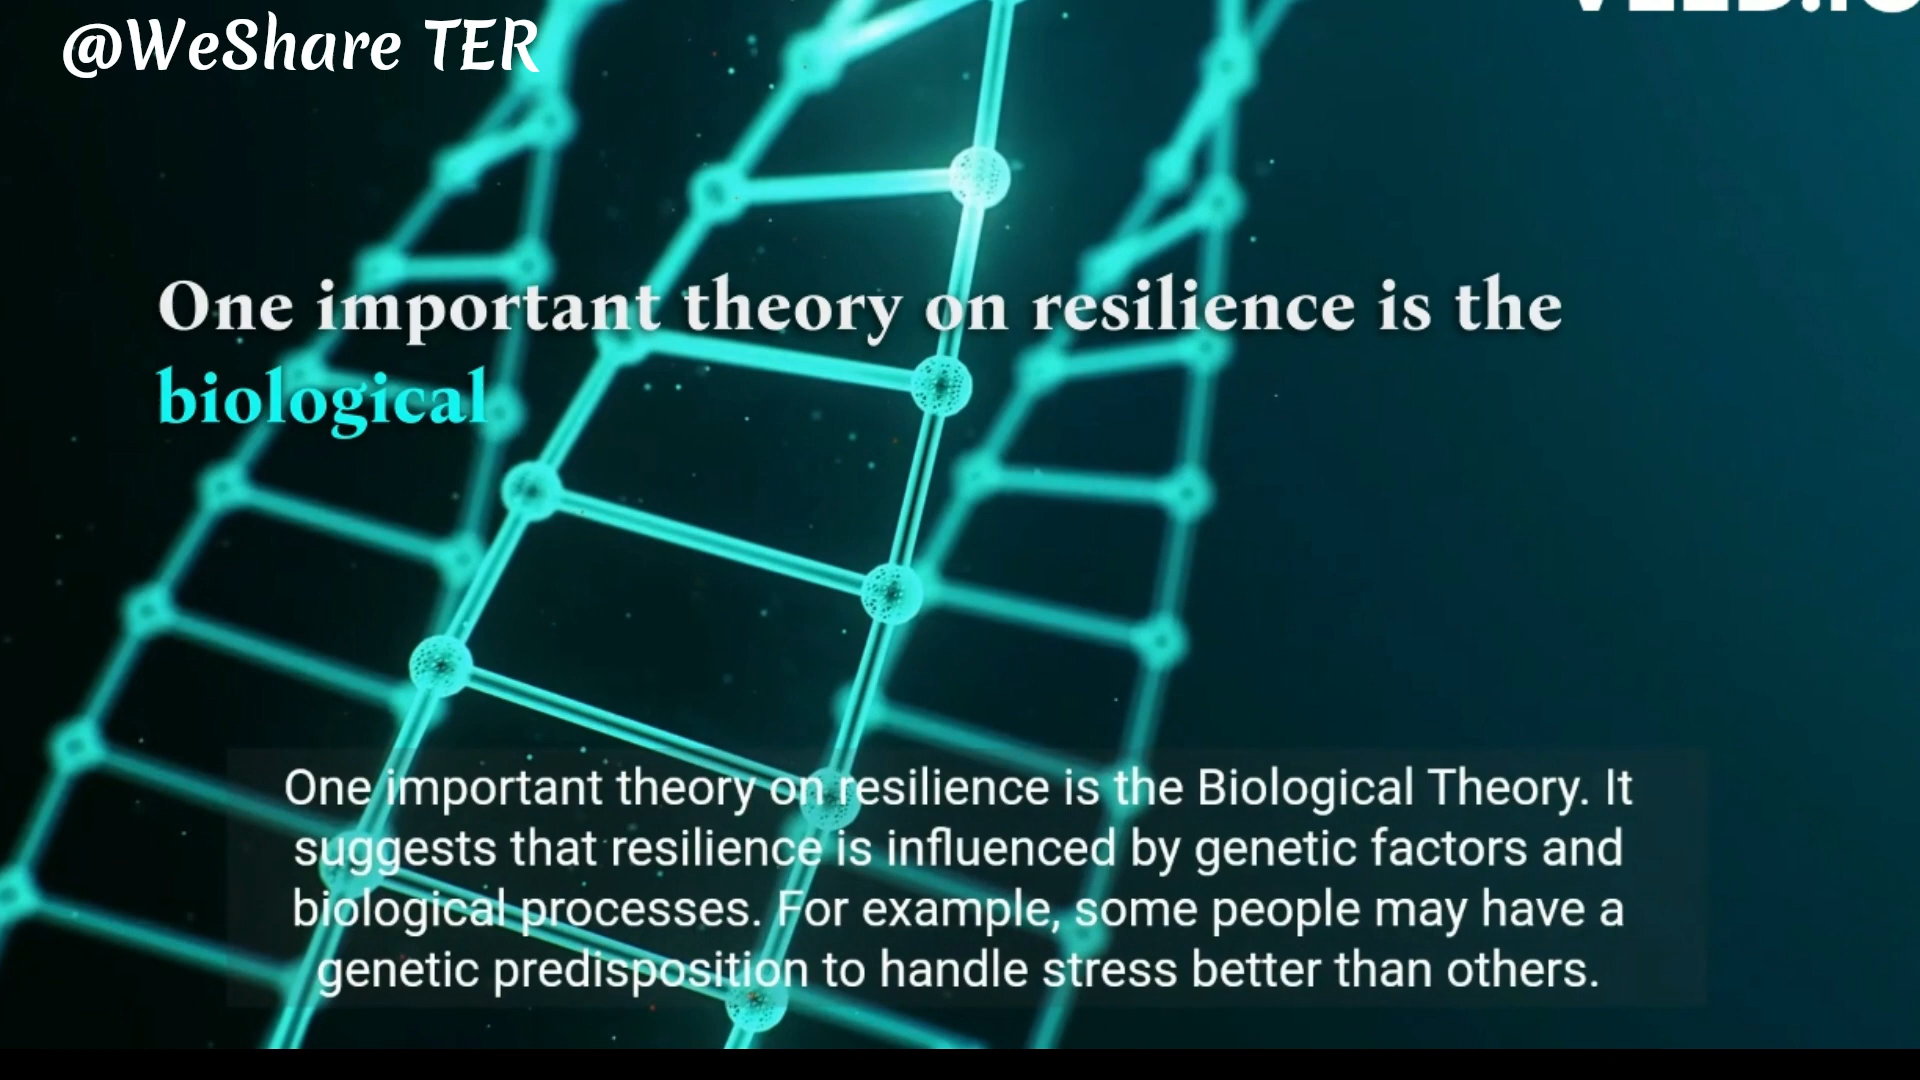 @WeShare TER
One important theory on resilience is the
biological
One important theory on resilience is the Biological Theory. It
suggests that resilience is influenced by genetic factors and
biological processes. For example, some people may have a
genetic predisposition to handle stress better than others.